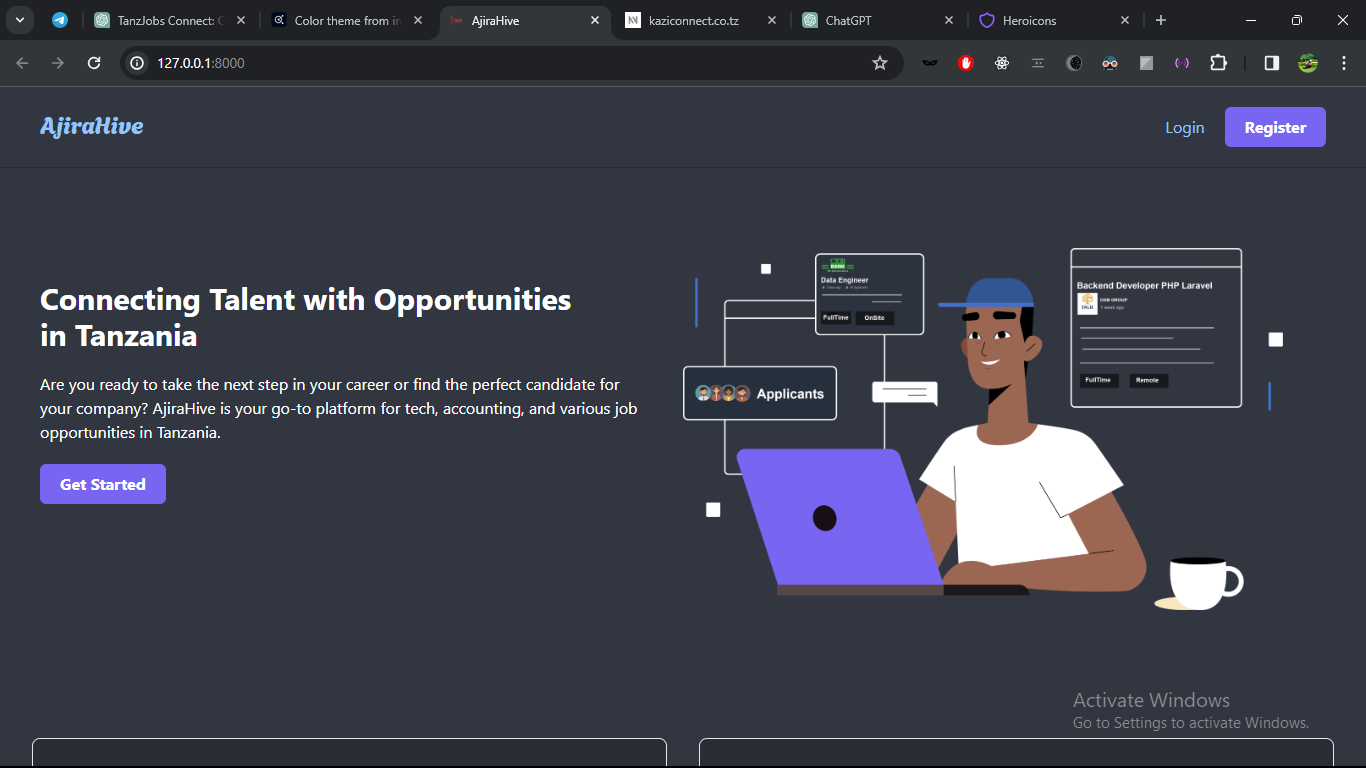 TanzJobs Connect:
Color theme from in
AjiraHive
kaziconnect.co.tz
ChatGPT
Heroicons
127.0.0.1:8000
AjiraHive
Login
Register
Connecting Talent with Opportunities
in Tanzania
Are you ready to take the next step in your career or find the perfect candidate for
your company? AjiraHive is your go-to platform for tech, accounting, and various job
opportunities in Tanzania.
Get Started
BANK
Data Engineer
FullTime
OnSite
Applicants
Backend Developer PHP Laravel
DGB GROUP
1 week ago
FullTime
Remote
Activate Windows
Go to Settings to activate Windows.